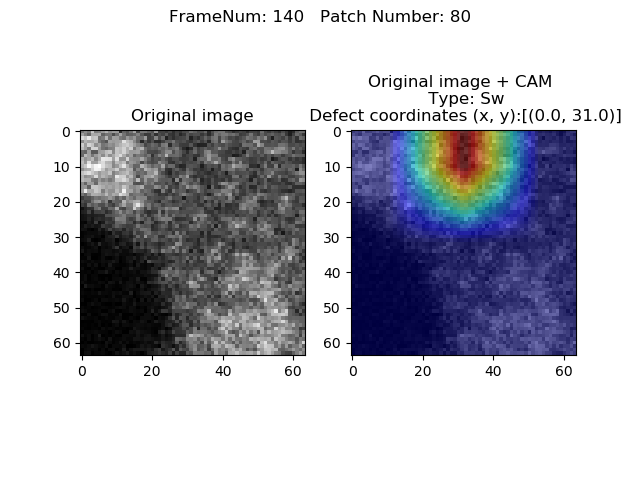 FrameNum: 140   Patch Number: 80
Original image
Original image + CAM
Type: Sw
Defect coordinates (x, y):[(0.0, 31.0)]
0
10
20
30
40
50
60
0 20 40 60
0
10
20
30
40
50
60
0 20 40 60